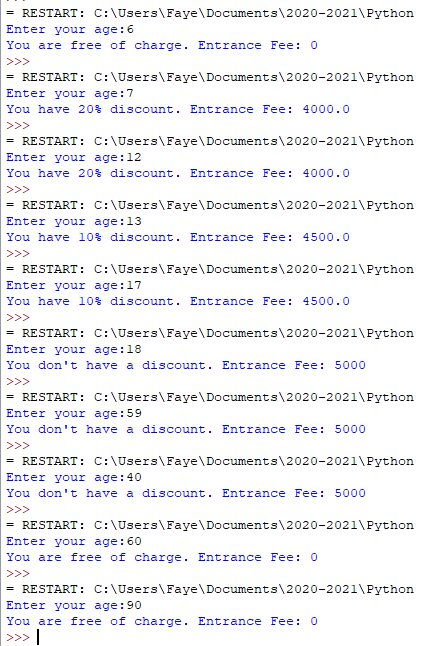 >>>
= RESTART: C:\Users\Faye\Documents\2020-2021\Python
Enter your age:6
You are free of charge. Entrance Fee: 0
>>>
= RESTART: C:\Users\Faye\Documents\2020-2021\Python
Enter your age:7
You have 20% discount. Entrance Fee: 4000.0
>>>
= RESTART: C:\Users\Faye\Documents\2020-2021\Python
Enter your age:12
You have 20% discount. Entrance Fee: 4000.0
>>>
= RESTART: C:\Users\Faye\Documents\2020-2021\Python
Enter your age:13
You have 10% discount. Entrance Fee: 4500.0
>>>
= RESTART: C:\Users\Faye\Documents\2020-2021\Python
Enter your age:17
You have 10% discount. Entrance Fee: 4500.0
>>>
= RESTART: C:\Users\Faye\Documents\2020-2021\Python
Enter your age:18
You don't have a discount. Entrance Fee: 5000
>>>
= RESTART: C:\Users\Faye\Documents\2020-2021\Python
Enter your age:59
You don't have a discount. Entrance Fee: 5000
>>>
= RESTART: C:\Users\Faye\Documents\2020-2021\Python
Enter your age:40
You don't have a discount. Entrance Fee: 5000
>>>
= RESTART: C:\Users\Faye\Documents\2020-2021\Python
Enter your age:60
You are free of charge. Entrance Fee: 0
>>>
= RESTART: C:\Users\Faye\Documents\2020-2021\Python
Enter your age:90
You are free of charge. Entrance Fee: 0
>>>